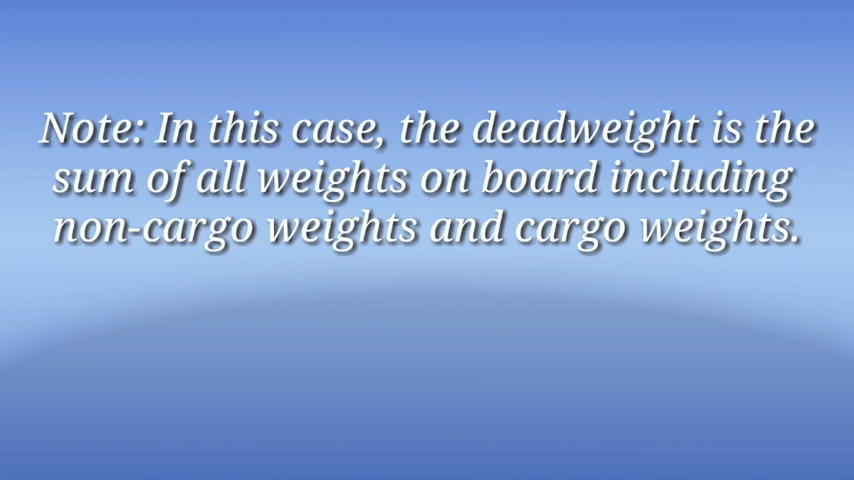 Note: In this case, the deadweight is the
sum of all weights on board including
non-cargo weights and cargo weights.